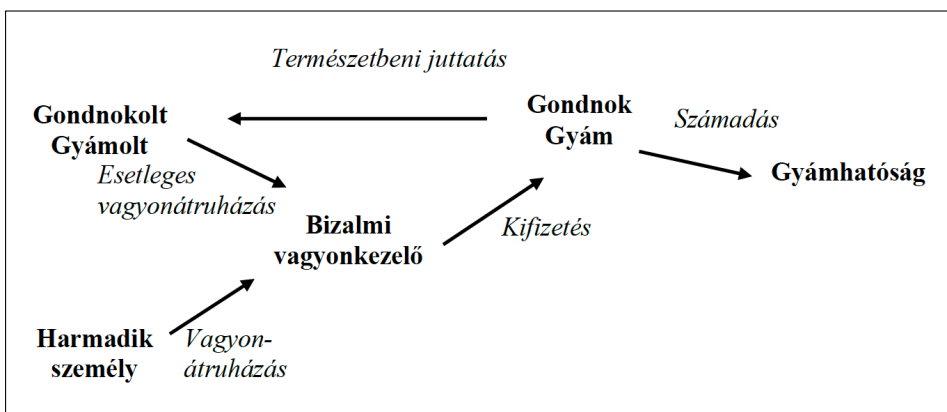 Természetbeni juttatás
Gondnokolt
Gyámolt
Gondnok
Gyám
Számadás
Gyámhatóság
Esetleges
vagyonátruházás
Bizalmi
vagyonkezelő
Kifizetés
Harmadik
személy
Vagyon-
átruházás